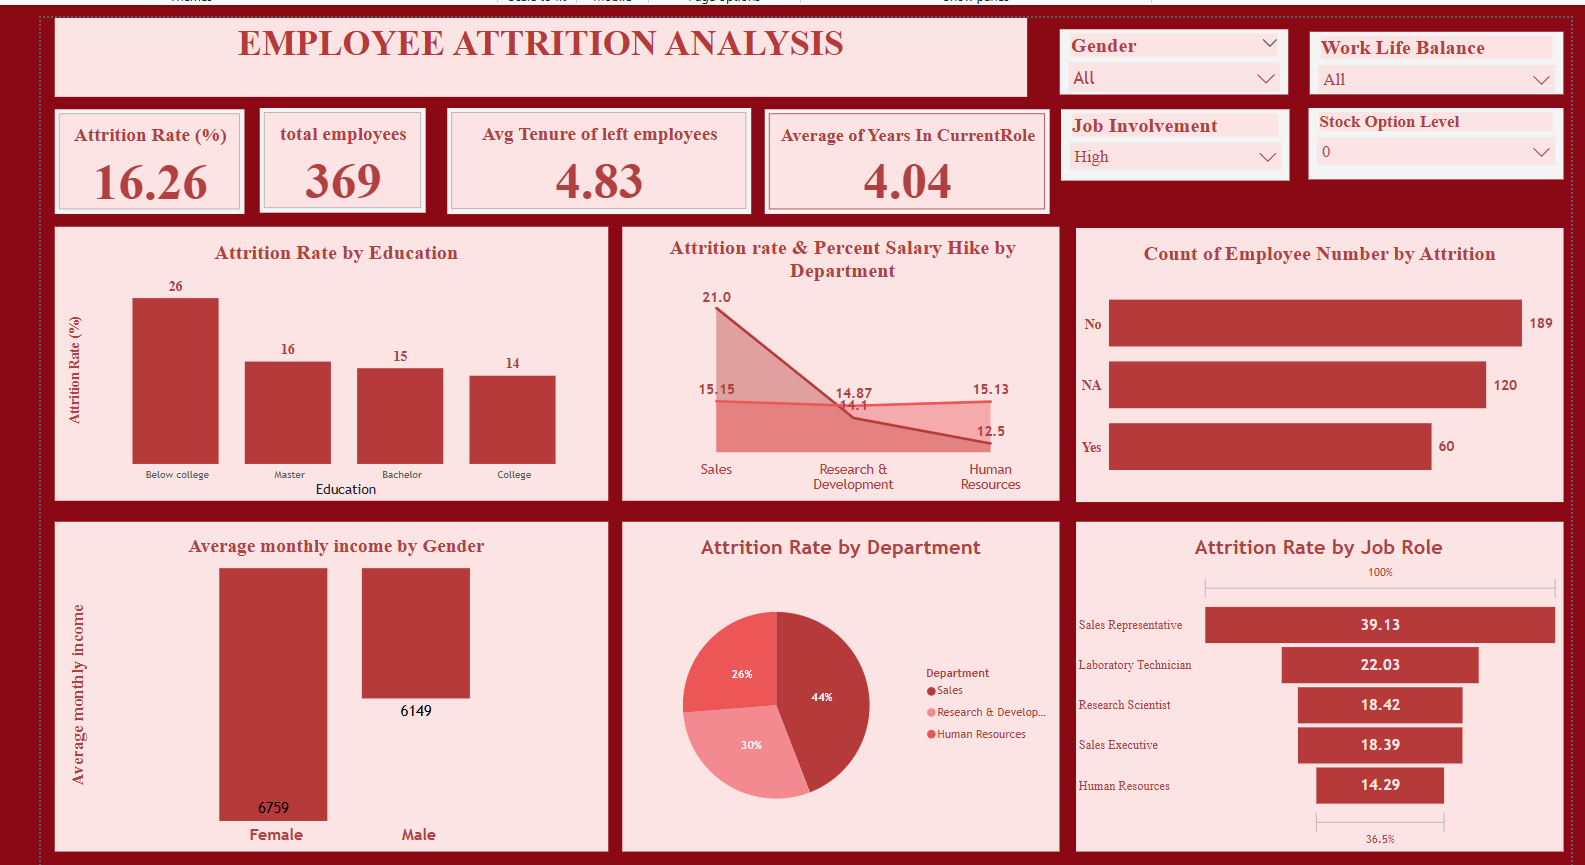 EMPLOYEE ATTRITION ANALYSIS
Gender
All
Work Life Balance
All
Attrition Rate (%)
16.26
total employees
369
Avg Tenure of left employees
4.83
Average of Years In CurrentRole
4.04
Job Involvement
High
Stock Option Level
0
Attrition Rate by Education
Attrition Rate (%)
26
16
15
14
Below college
Master
Bachelor
College
Education
Attrition rate & Percent Salary Hike by
Department
21.0
15.15
14.87
14.1
15.13
12.5
Sales
Research &
Development
Human
Resources
Count of Employee Number by Attrition
No
189
NA
120
Yes
60
Average monthly income by Gender
Average monthly income
6759
6149
Female
Male
Attrition Rate by Department
26%
44%
30%
Department
Sales
Research & Develop...
Human Resources
Attrition Rate by Job Role
100%
Sales Representative
39.13
Laboratory Technician
22.03
Research Scientist
18.42
Sales Executive
18.39
Human Resources
14.29
36.5%